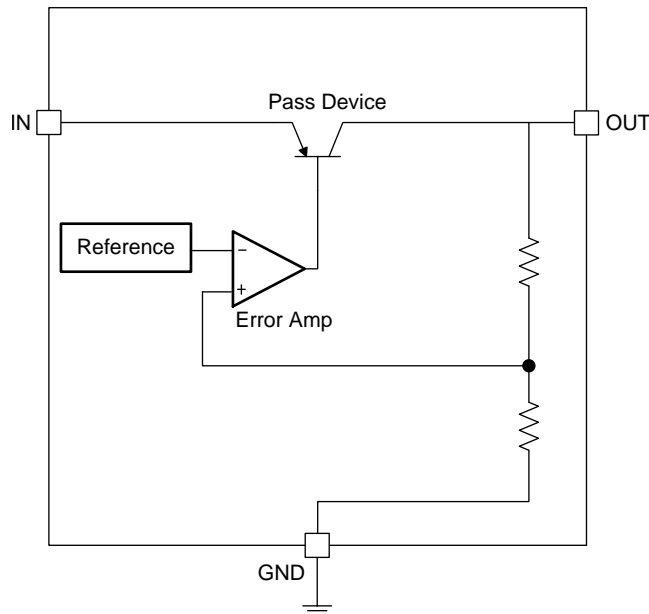 Pass Device
IN
OUT
Reference
−
+
Error Amp
GND